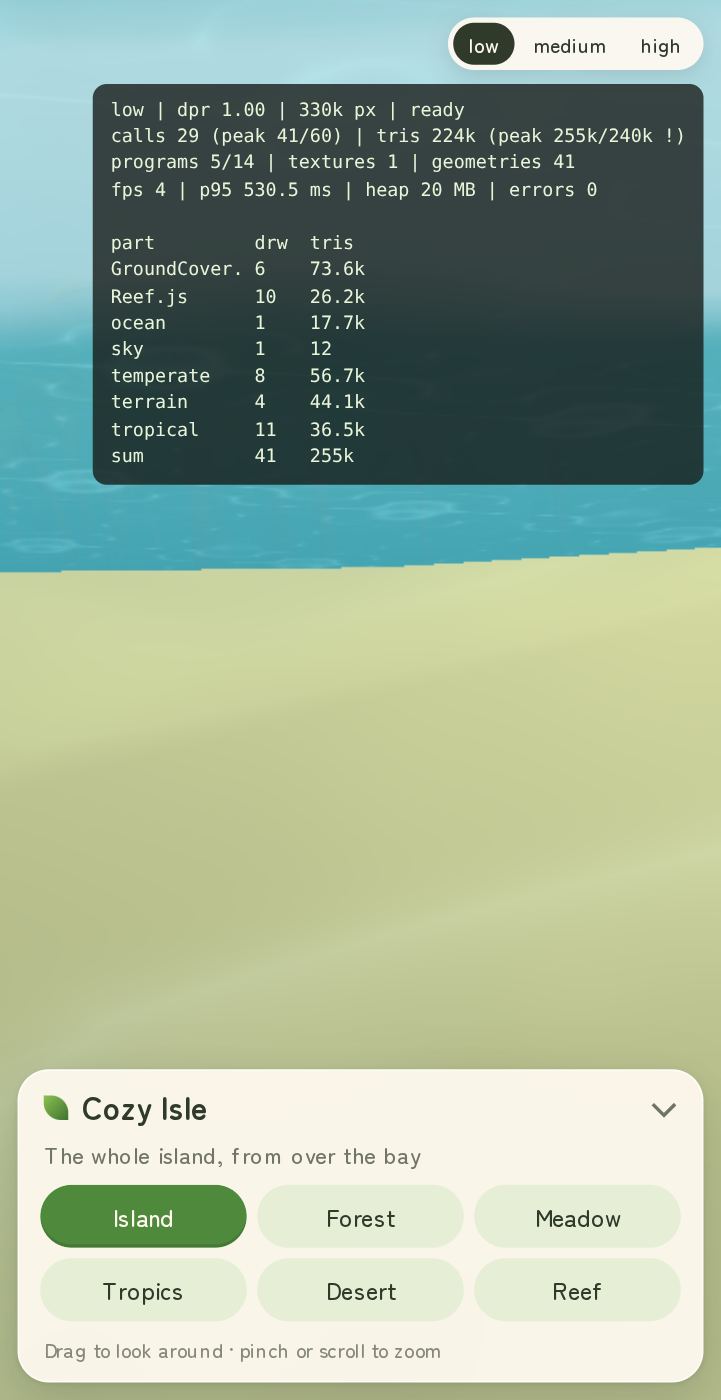 low medium high
low | dpr 1.00 | 330k px | ready
calls 29 (peak 41/60) | tris 224k (peak 255k/240k !)
programs 5/14 | textures 1 | geometries 41
fps 4 | p95 530.5 ms | heap 20 MB | errors 0
part drw tris
GroundCover. 6 73.6k
Reef.js 10 26.2k
ocean 1 17.7k
sky 1 12
temperate 8 56.7k
terrain 4 44.1k
tropical 11 36.5k
sum 41 255k
Cozy Isle
The whole island, from over the bay
Island Forest Meadow
Tropics Desert Reef
Drag to look around · pinch or scroll to zoom